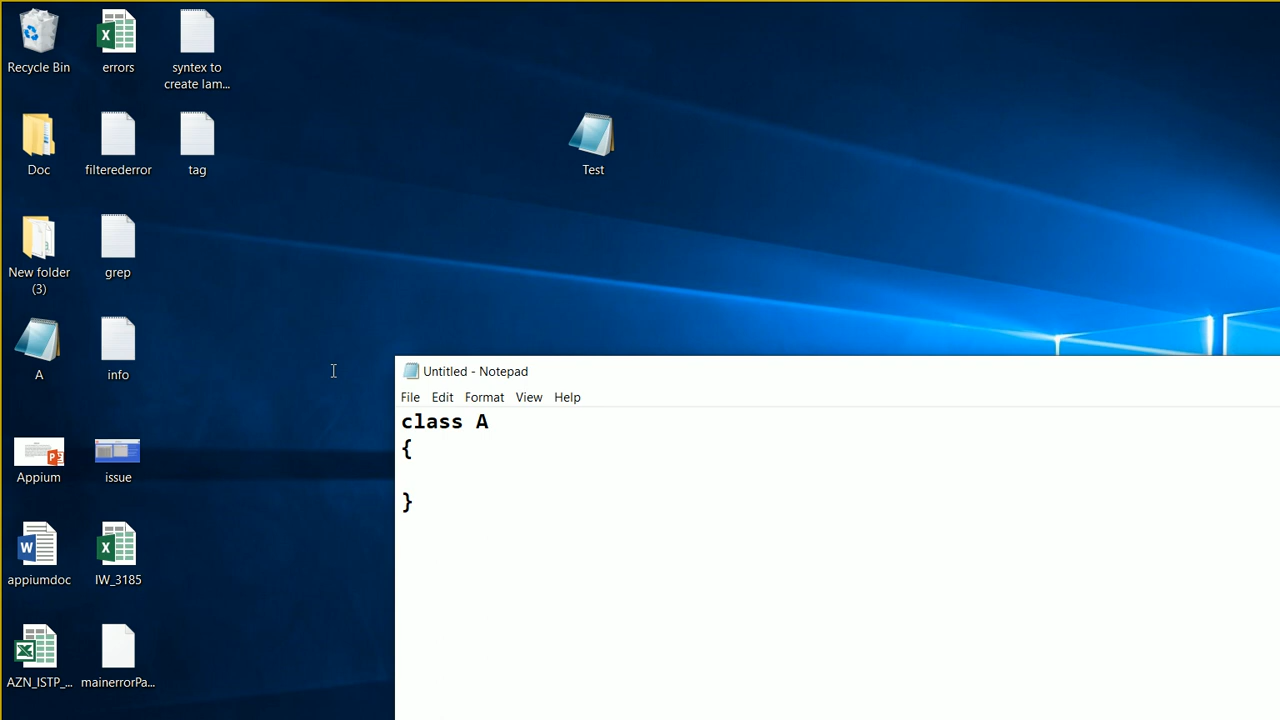 Recycle Bin
errors
syntex to
create lam...
Doc
filterederror
tag
Test
New folder
(3)
grep
A
info
Appium
issue
appiumdoc
IW_3185
AZN_ISTP_...
mainerrorPa...
Untitled - Notepad
File Edit Format View Help
class A
{
}